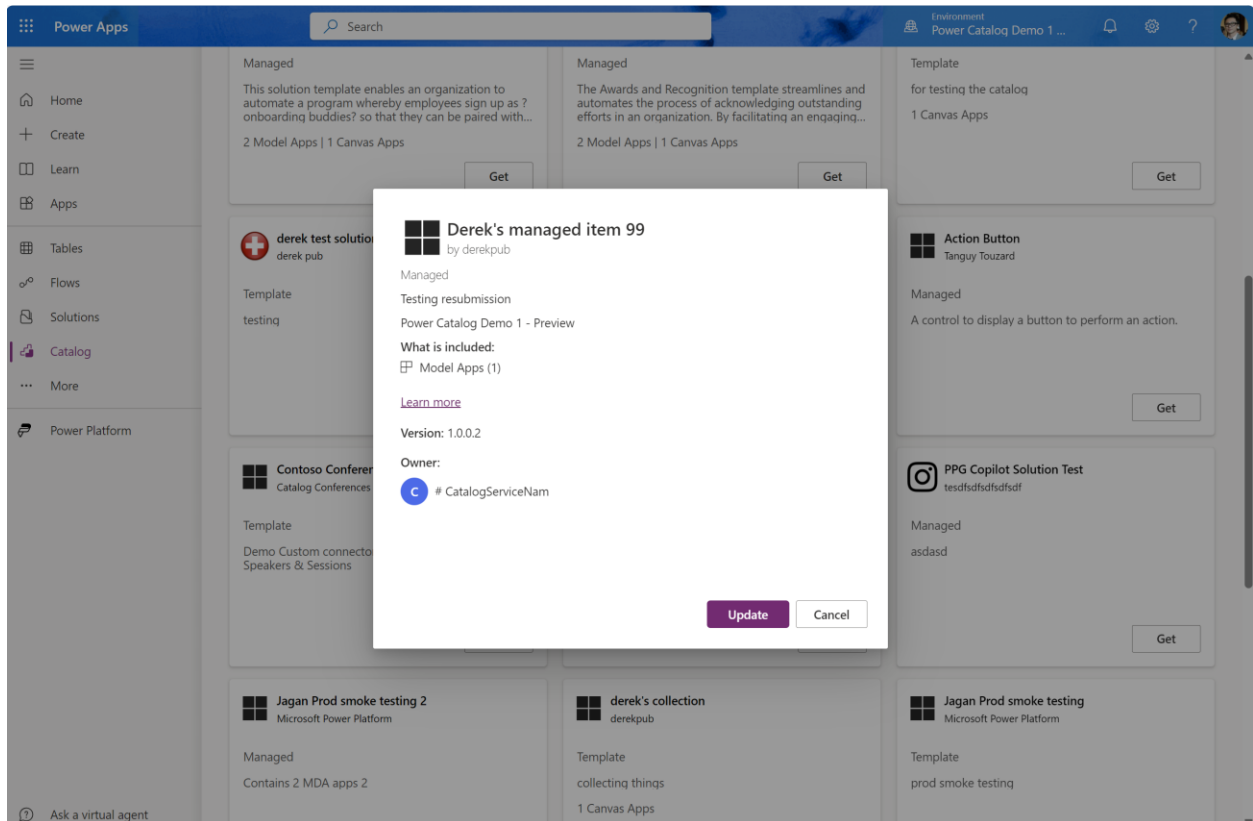 Power Apps
Search
Environment
Power Catalog Demo 1 ...
Home
Create
Learn
Apps
Tables
Flows
Solutions
Catalog
More
Power Platform
Ask a virtual agent
Managed
This solution template enables an organization to
automate a program whereby employees sign up as ?
onboarding buddies? so that they can be paired with...
2 Model Apps | 1 Canvas Apps
Get
Managed
The Awards and Recognition template streamlines and
automates the process of acknowledging outstanding
efforts in an organization. By facilitating an engaging...
2 Model Apps | 1 Canvas Apps
Get
Template
for testing the catalog
1 Canvas Apps
Get
derek test solutio
derek pub
Template
testing
Derek's managed item 99
by derekpub
Managed
Testing resubmission
Power Catalog Demo 1 - Preview
What is included:
Model Apps (1)
Learn more
Version: 1.0.0.2
Owner:
C
# CatalogServiceNam
Update
Cancel
Action Button
Tanguy Touzard
Managed
A control to display a button to perform an action.
Get
Contoso Conferen
Catalog Conferences
Template
Demo Custom connecto
Speakers & Sessions
PPG Copilot Solution Test
tesdfsdfsdfsdfsdf
Managed
asdasd
Get
Jagan Prod smoke testing 2
Microsoft Power Platform
Managed
Contains 2 MDA apps 2
derek's collection
derekpub
Template
collecting things
1 Canvas Apps
Jagan Prod smoke testing
Microsoft Power Platform
Template
prod smoke testing